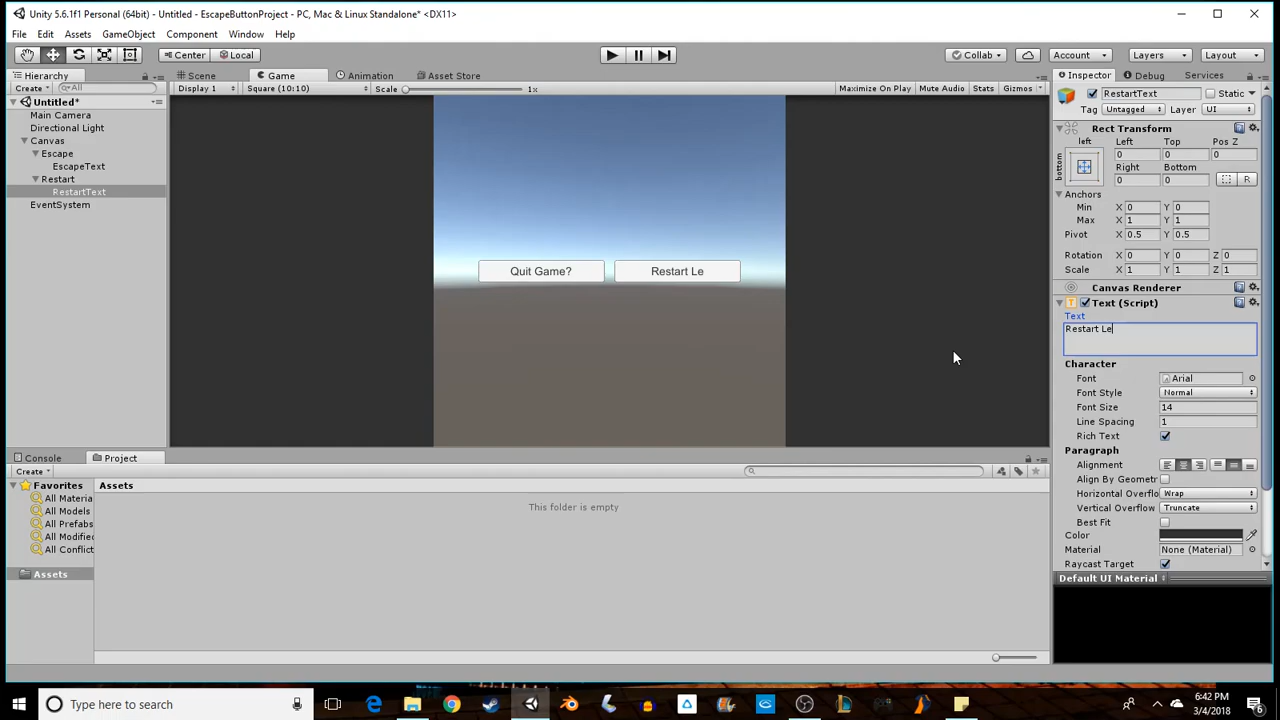 Unity 5.6.1f1 Personal (64bit) - Untitled - EscapeButtonProject - PC, Mac & Linux Standalone* <DX11>
File Edit Assets GameObject Component Window Help
Center Local Collab Account Layers Layout
Hierarchy Scene Game Animation Asset Store Inspector Debug Services
Create All Display 1 Square (10:10) Scale 1x Maximize On Play Mute Audio Stats Gizmos RestartText Static
Untitled* Tag Untagged Layer UI
Main Camera
Directional Light Rect Transform
Canvas left Left Top Pos Z
Escape bottom 0 0 0
EscapeText Right Bottom
Restart 0 0 R
RestartText Anchors
EventSystem Min X 0 Y 0
Max X 1 Y 1
Pivot X 0.5 Y 0.5
Rotation X 0 Y 0 Z 0
Quit Game? Restart Le Scale X 1 Y 1 Z 1
Canvas Renderer
Text (Script)
Text
Restart Le
Character
Font Arial
Font Style Normal
Font Size 14
Line Spacing 1
Rich Text
Paragraph
Console Project Alignment
Create Align By Geometr
Favorites Assets Horizontal Overflo Wrap
All Materia This folder is empty Vertical Overflow Truncate
All Models Best Fit
All Prefabs Color
All Modified Material None (Material)
All Conflict Raycast Target
Assets Default UI Material
Type here to search
6:42 PM
3/4/2018
6